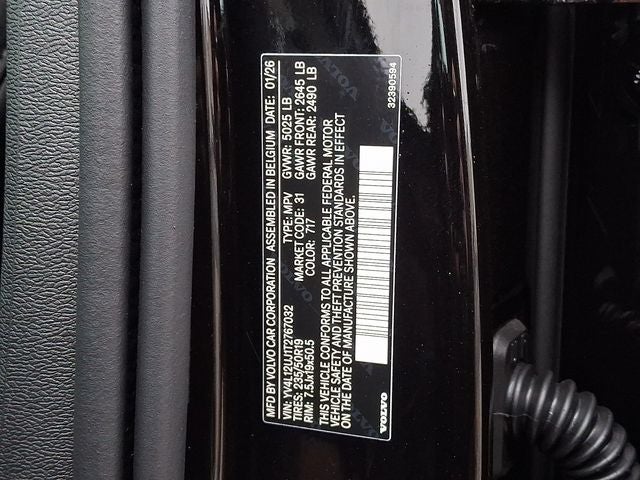 MFD BY VOLVO CAR CORPORATION ASSEMBLED IN BELGIUM DATE: 01/26
VIN: YV4L12UJ1T2767032 TYPE: MPV GVWR: 5025 LB
TIRES: 235/50R19 MARKET CODE: 31 GAWR FRONT: 2645 LB
RIM: 7.5Jx19x50.5 COLOR: 717 GAWR REAR: 2490 LB
THIS VEHICLE CONFORMS TO ALL APPLICABLE FEDERAL MOTOR
VEHICLE SAFETY AND THEFT PREVENTION STANDARDS IN EFFECT
ON THE DATE OF MANUFACTURE SHOWN ABOVE.
VOLVO 32390594